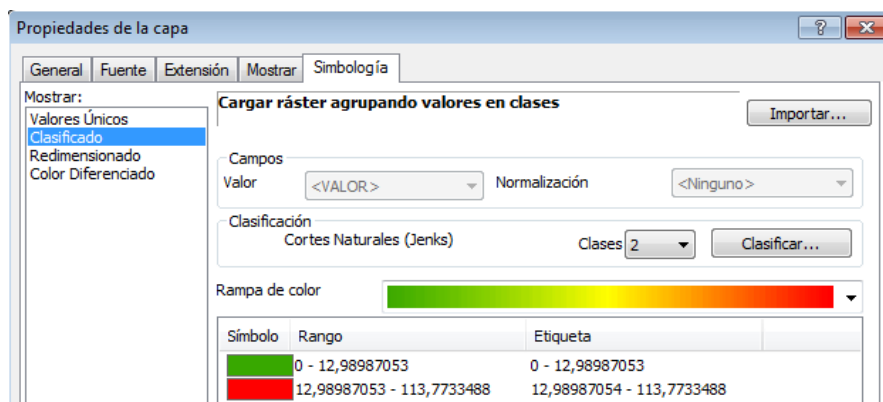 Propiedades de la capa
General Fuente Extensión Mostrar Simbología
Mostrar:
Valores Únicos
Clasificado
Redimensionado
Color Diferenciado
Cargar ráster agrupando valores en clases
Importar...
Campos
Valor <VALOR> Normalización <Ninguno>
Clasificación
Cortes Naturales (Jenks) Clases 2 Clasificar...
Rampa de color
Símbolo Rango Etiqueta
0 - 12,98987053 0 - 12,98987053
12,98987053 - 113,7733488 12,98987054 - 113,7733488